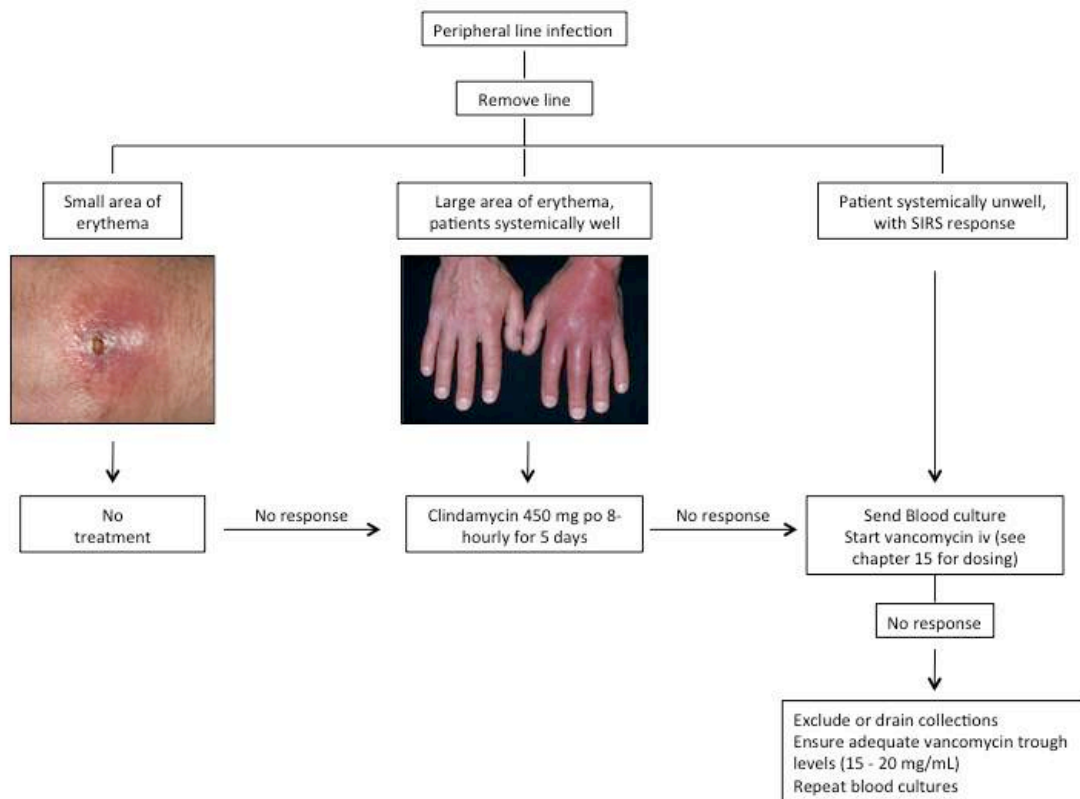 Peripheral line infection
Remove line
Small area of
erythema
Large area of erythema,
patients systemically well
Patient systemically unwell,
with SIRS response
No
treatment
No response
Clindamycin 450 mg po 8-
hourly for 5 days
No response
Send Blood culture
Start vancomycin iv (see
chapter 15 for dosing)
No response
Exclude or drain collections
Ensure adequate vancomycin trough
levels (15 - 20 mg/mL)
Repeat blood cultures